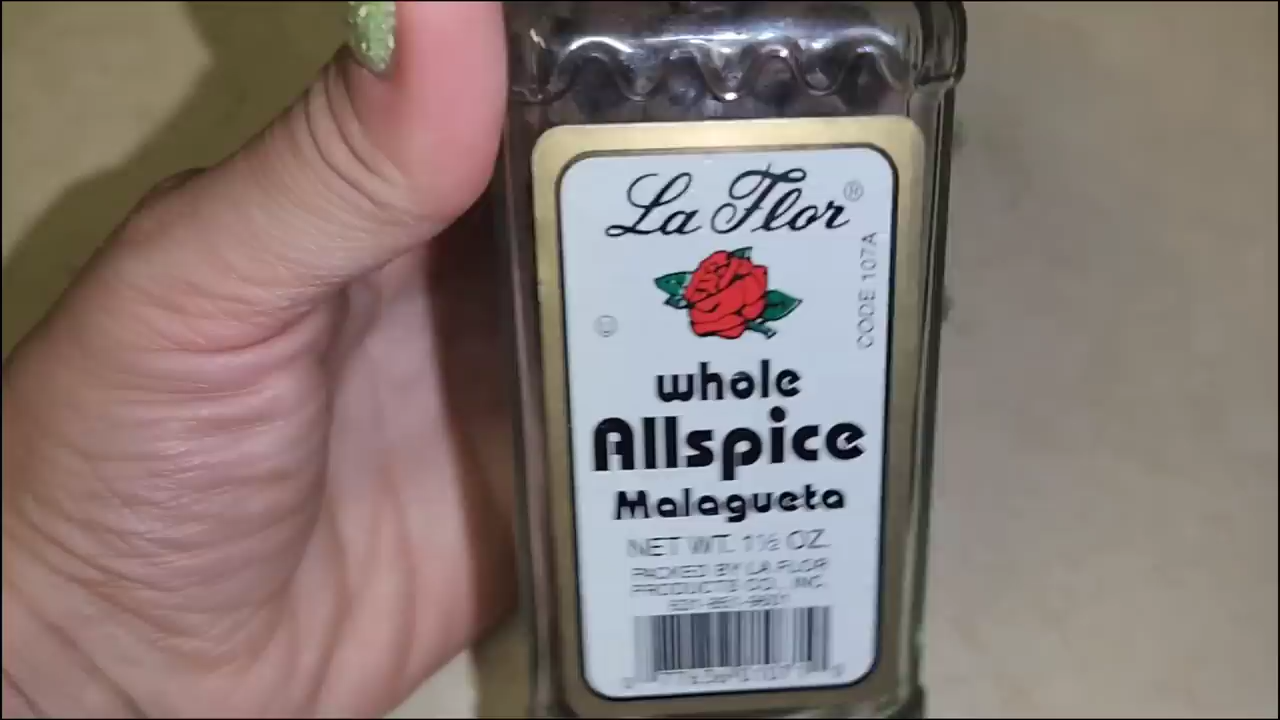 La Flor®
CODE 107A
whole
Allspice
Malagueta
NET WT. 1½ OZ.
PACKED BY LA FLOR
PRODUCTS CO., INC.